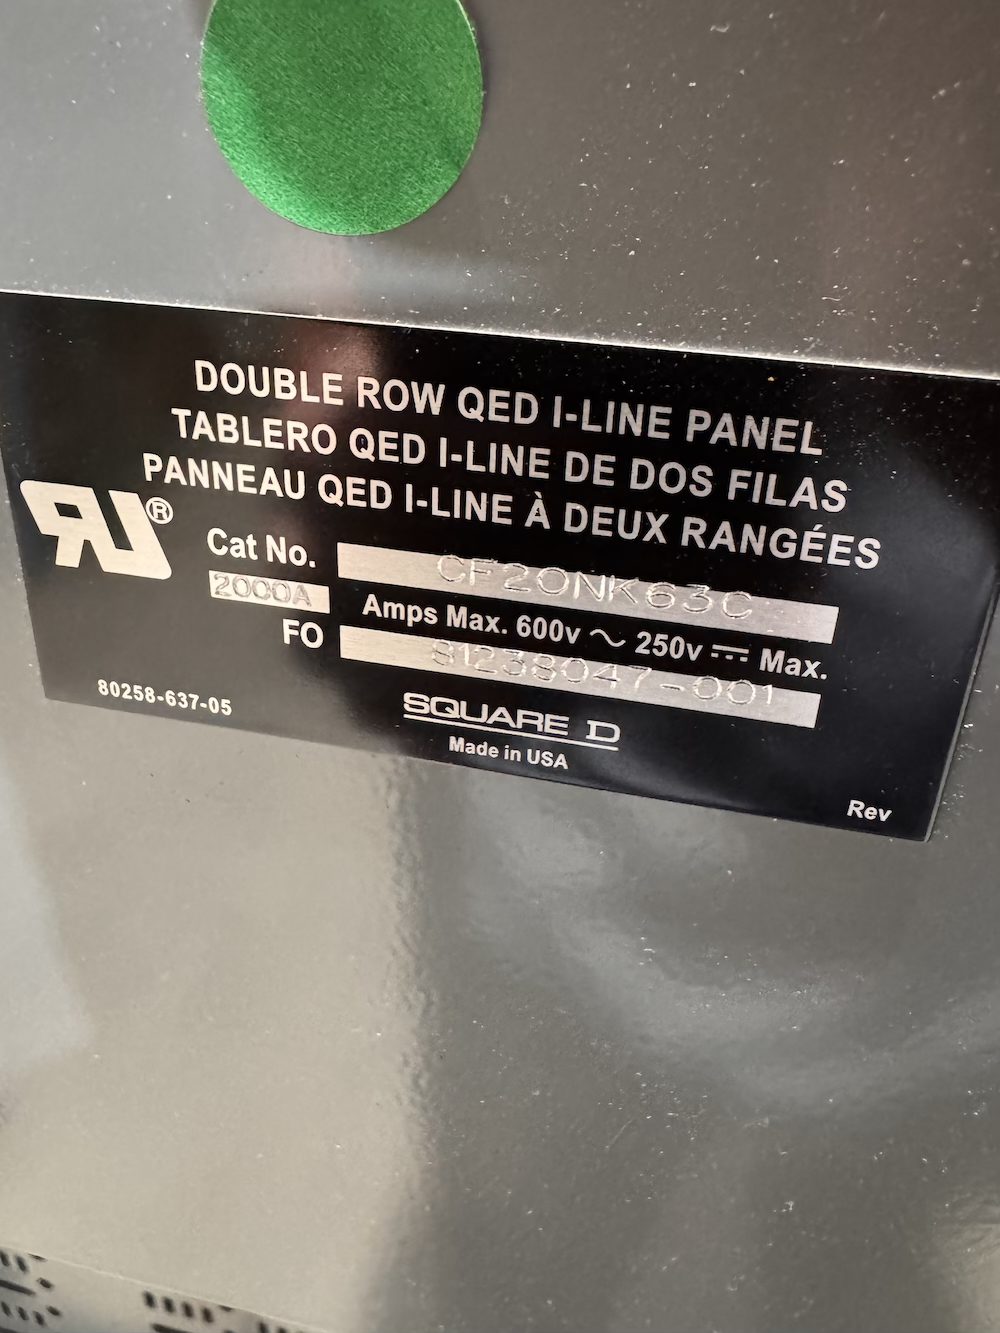 DOUBLE ROW QED I-LINE PANEL
TABLERO QED I-LINE DE DOS FILAS
PANNEAU QED I-LINE À DEUX RANGÉES
RU®
Cat No. CF20NK63C
2000A Amps Max. 600v ~ 250v ⎓ Max.
FO 81238047-001
80258-637-05
SQUARE D
Made in USA
Rev